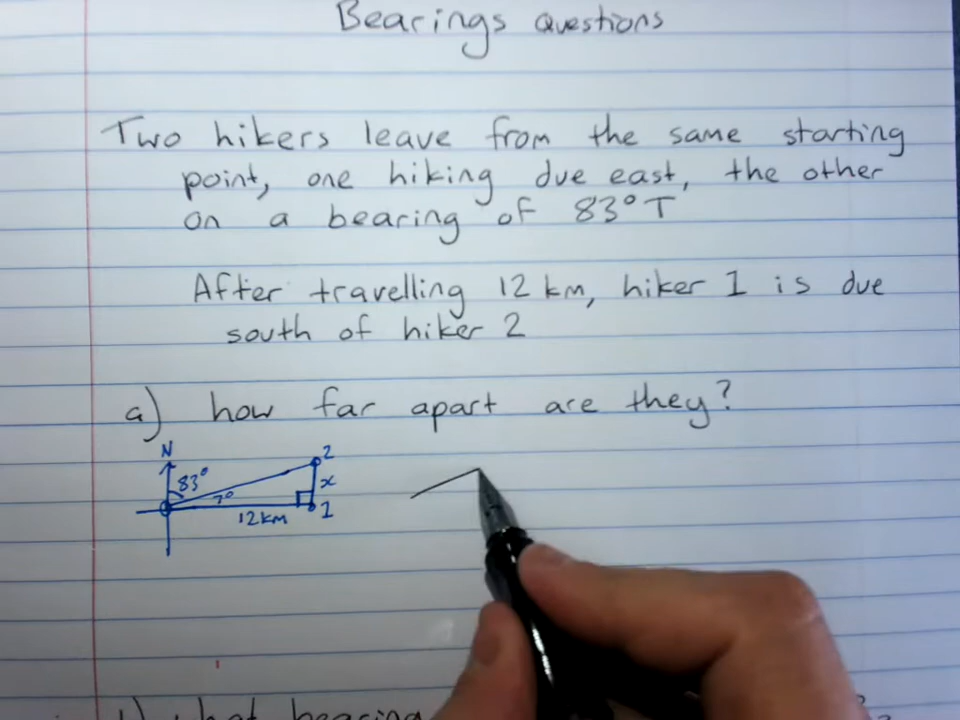 Bearings questions
Two hikers leave from the same starting
point, one hiking due east, the other
on a bearing of 83°T
After travelling 12 km, hiker 1 is due
south of hiker 2
a) how far apart are they?
N
2
83°
7°
x
12km
1
bearing